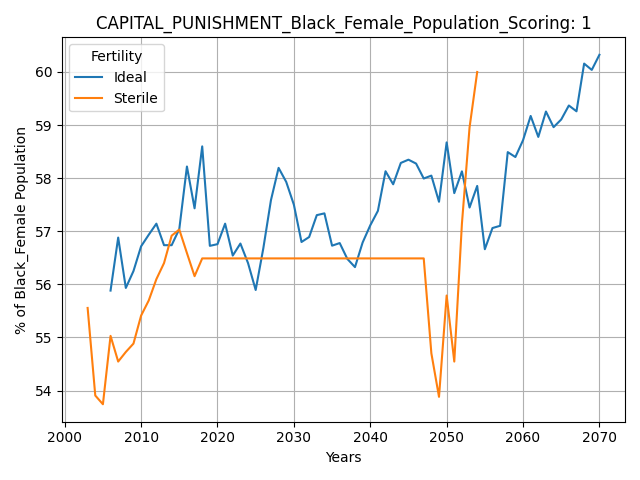 CAPITAL_PUNISHMENT_Black_Female_Population_Scoring: 1
Fertility
Ideal
Sterile
% of Black_Female Population
60
59
58
57
56
55
54
2000 2010 2020 2030 2040 2050 2060 2070
Years